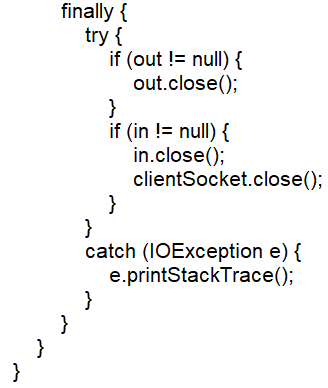 finally {
try {
if (out != null) {
out.close();
}
if (in != null) {
in.close();
clientSocket.close();
}
}
catch (IOException e) {
e.printStackTrace();
}
}
}
}